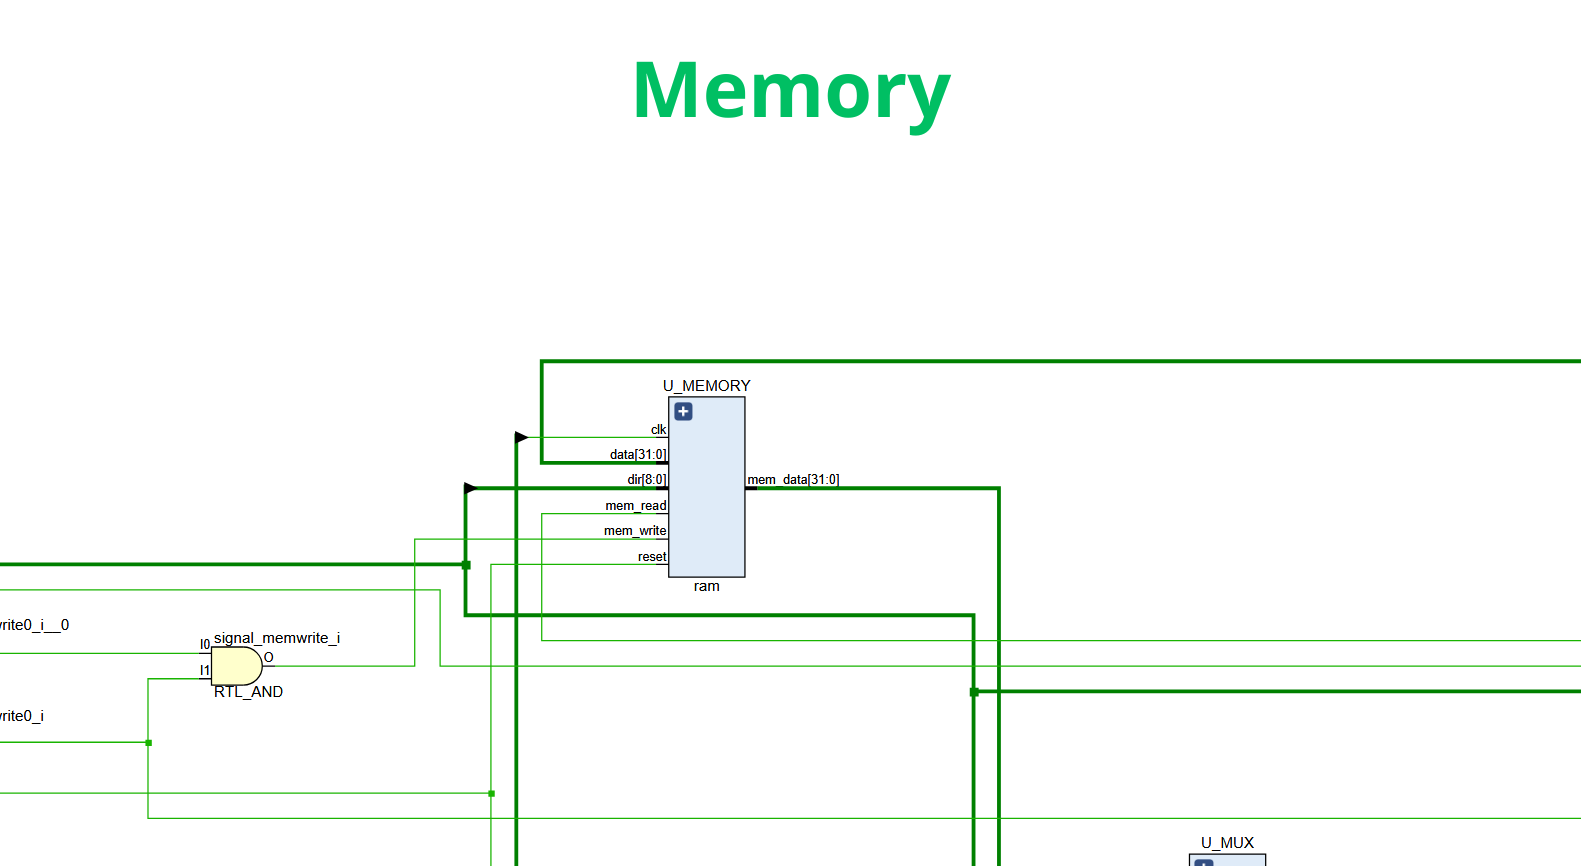 Memory
U_MEMORY
clk
data[31:0]
dir[8:0]
mem_data[31:0]
mem_read
mem_write
reset
ram
rite0_i__0
signal_memwrite_i
I0
O
I1
RTL_AND
rite0_i
U_MUX